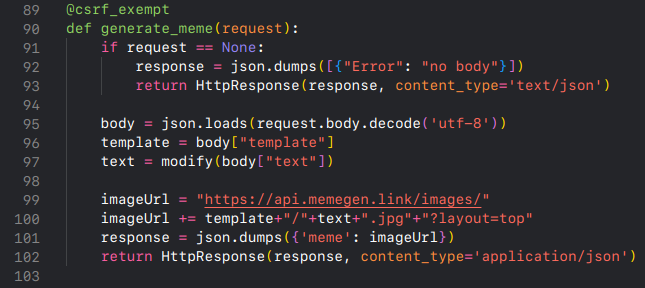 89 @csrf_exempt
90 def generate_meme(request):
91     if request == None:
92         response = json.dumps([{"Error": "no body"}])
93         return HttpResponse(response, content_type='text/json')
94
95     body = json.loads(request.body.decode('utf-8'))
96     template = body["template"]
97     text = modify(body["text"])
98
99     imageUrl = "https://api.memegen.link/images/"
100     imageUrl += template+"/"+text+".jpg"+"?layout=top"
101     response = json.dumps({'meme': imageUrl})
102     return HttpResponse(response, content_type='application/json')
103